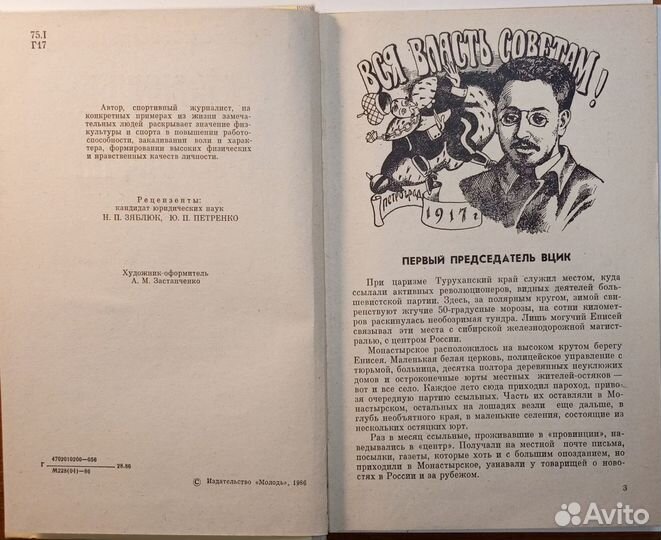 75.1
Г17
Автор, спортивный журналист, на
конкретных примерах из жизни замеча-
тельных людей раскрывает значение физ-
культуры и спорта в повышении работо-
способности, закаливании воли и харак-
тера, формировании высоких физических
и нравственных качеств личности.
Рецензенты:
кандидат юридических наук
Н. П. ЗЯБЛЮК, Ю. П. ПЕТРЕНКО
Художник-оформитель
А. М. Застанченко
Г 4702010200—056 28.86
М228(04)—86
© Издательство «Молодь», 1986
ВСЯ ВЛАСТЬ СОВЕТАМ!
ПЕТРОГРАД
1917 г
ПЕРВЫЙ ПРЕДСЕДАТЕЛЬ ВЦИК
При царизме Туруханский край служил местом, куда
ссылали активных революционеров, видных деятелей боль-
шевистской партии. Здесь, за полярным кругом, зимой сви-
репствуют жгучие 50-градусные морозы, на сотни километ-
ров раскинулась необозримая тундра. Лишь могучий Енисей
связывал эти места с сибирской железнодорожной магист-
ралью, с центром России.
Монастырское расположилось на высоком крутом берегу
Енисея. Маленькая белая церковь, полицейское управление с
тюрьмой, больница, десятка полтора деревянных неуклюжих
домов и остроконечные юрты местных жителей-остяков —
вот и все село. Каждое лето сюда приходил пароход, приво-
зя очередную партию ссыльных. Часть их оставляли в Мо-
настырском, остальных на лошадях везли еще дальше, в
глубь необъятного края, в маленькие селения, состоящие из
нескольких остяцких юрт.
Раз в месяц ссыльные, проживавшие в «провинции», на-
ведывались в «центр». Получали на местной почте письма,
посылки, газеты, которые хоть и с большим опозданием, но
приходили в Монастырское, узнавали у товарищей о ново-
стях в России и за рубежом.
3
Avito